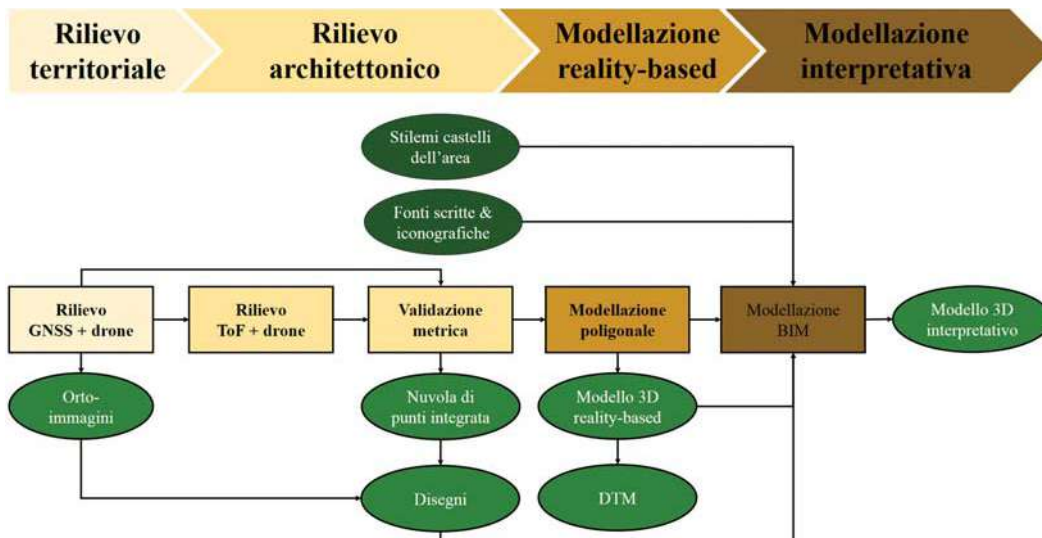 Rilievo
territoriale
Rilievo
architettonico
Modellazione
reality-based
Modellazione
interpretativa
Stilemi castelli
dell'area
Fonti scritte &
iconografiche
Rilievo
GNSS + drone
Rilievo
ToF + drone
Validazione
metrica
Modellazione
poligonale
Modellazione
BIM
Modello 3D
interpretativo
Orto-
immagini
Nuvola di
punti integrata
Modello 3D
reality-based
Disegni
DTM